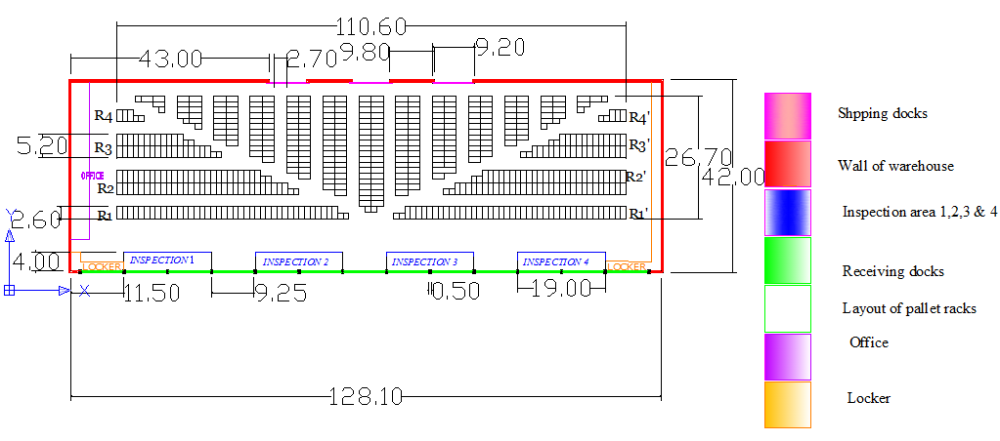 110.60
43.00
2.70
9.80
9.20
R4
R4'
5.20
R3
R3'
26.70
OFFICE
R2
R2'
42.00
2.60
R1
R1'
Y
4.00
LOCKER
INSPECTION 1
INSPECTION 2
INSPECTION 3
INSPECTION 4
LOCKER
X
11.50
9.25
0.50
19.00
128.10
Shpping docks
Wall of warehouse
Inspection area 1,2,3 & 4
Receiving docks
Layout of pallet racks
Office
Locker